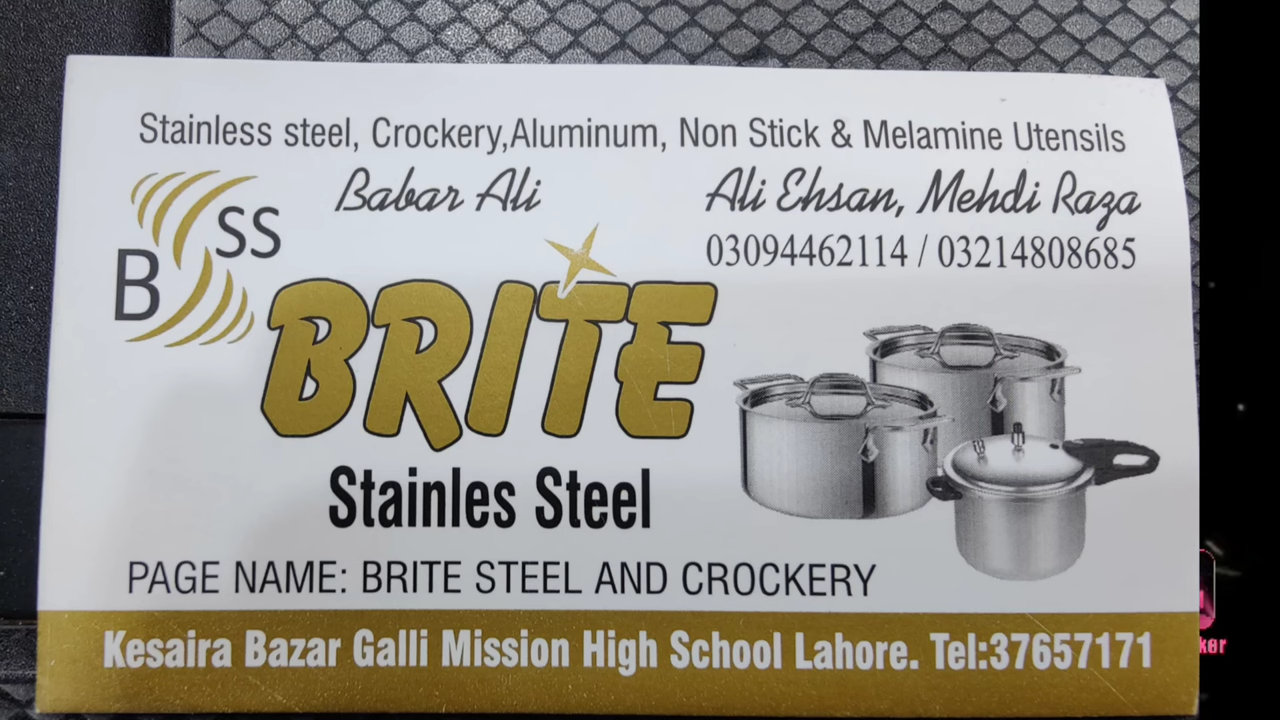 Stainless steel, Crockery,Aluminum, Non Stick & Melamine Utensils
Babar Ali
Ali Ehsan, Mehdi Raza
03094462114 / 03214808685
B SS
BRITE
Stainles Steel
PAGE NAME: BRITE STEEL AND CROCKERY
Kesaira Bazar Galli Mission High School Lahore. Tel:37657171